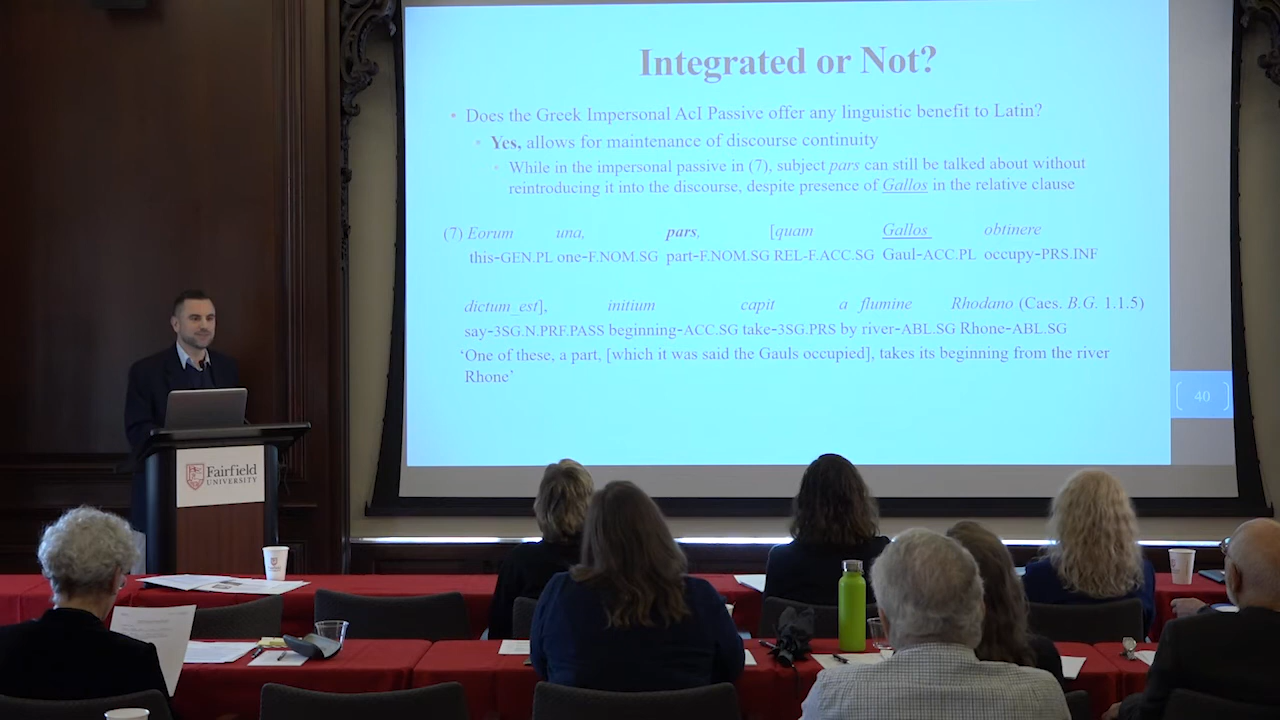 Integrated or Not?
Does the Greek Impersonal AcI Passive offer any linguistic benefit to Latin?
Yes, allows for maintenance of discourse continuity
While in the impersonal passive in (7), subject pars can still be talked about without
reintroducing it into the discourse, despite presence of Gallos in the relative clause
(7) Eorum una, pars, [quam Gallos obtinere
this-GEN.PL one-F.NOM.SG part-F.NOM.SG REL-F.ACC.SG Gaul-ACC.PL occupy-PRS.INF
dictum est], initium capit a flumine Rhodano (Caes. B.G. 1.1.5)
say-3SG.N.PRF.PASS beginning-ACC.SG take-3SG.PRS by river-ABL.SG Rhone-ABL.SG
‘One of these, a part, [which it was said the Gauls occupied], takes its beginning from the river
Rhone’
40
Fairfield
UNIVERSITY